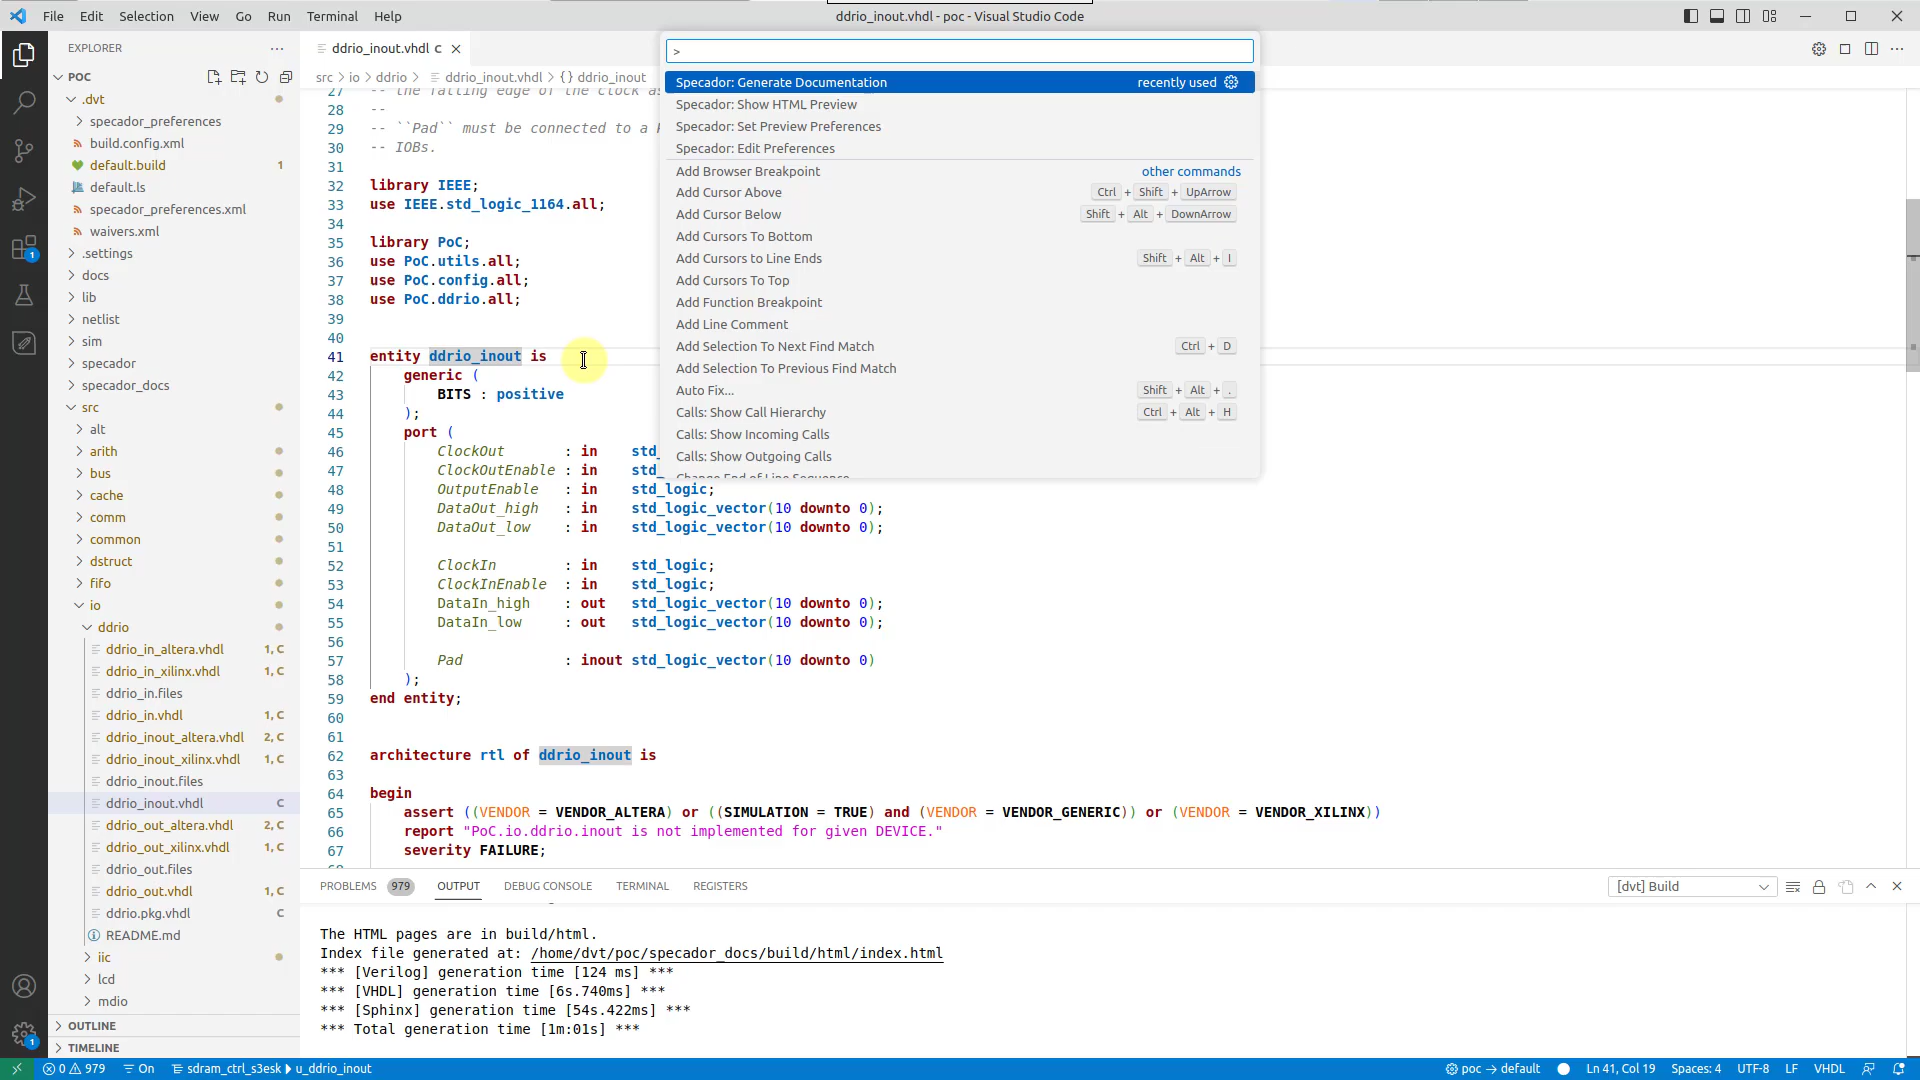 File Edit Selection View Go Run Terminal Help
ddrio_inout.vhdl - poc - Visual Studio Code
EXPLORER
POC
.dvt
specador_preferences
build.config.xml
default.build 1
default.ls
specador_preferences.xml
waivers.xml
.settings
docs
lib
netlist
sim
specador
specador_docs
src
alt
arith
bus
cache
comm
common
dstruct
fifo
io
ddrio
ddrio_in_altera.vhdl 1, C
ddrio_in_xilinx.vhdl 1, C
ddrio_in.files
ddrio_in.vhdl 1, C
ddrio_inout_altera.vhdl 2, C
ddrio_inout_xilinx.vhdl 1, C
ddrio_inout.files
ddrio_inout.vhdl C
ddrio_out_altera.vhdl 2, C
ddrio_out_xilinx.vhdl 1, C
ddrio_out.files
ddrio_out.vhdl 1, C
ddrio.pkg.vhdl C
README.md
iic
lcd
mdio
OUTLINE
TIMELINE
ddrio_inout.vhdl C
src > io > ddrio > ddrio_inout.vhdl > {} ddrio_inout
27 -- the falling edge of the clock as
28 --
29 -- ``Pad`` must be connected to a
30 -- IOBs.
31
32 library IEEE;
33 use IEEE.std_logic_1164.all;
34
35 library PoC;
36 use PoC.utils.all;
37 use PoC.config.all;
38 use PoC.ddrio.all;
39
40
41 entity ddrio_inout is
42 generic (
43 BITS : positive
44 );
45 port (
46 ClockOut : in std_
47 ClockOutEnable : in std_
48 OutputEnable : in std_logic;
49 DataOut_high : in std_logic_vector(10 downto 0);
50 DataOut_low : in std_logic_vector(10 downto 0);
51
52 ClockIn : in std_logic;
53 ClockInEnable : in std_logic;
54 DataIn_high : out std_logic_vector(10 downto 0);
55 DataIn_low : out std_logic_vector(10 downto 0);
56
57 Pad : inout std_logic_vector(10 downto 0)
58 );
59 end entity;
60
61
62 architecture rtl of ddrio_inout is
63
64 begin
65 assert ((VENDOR = VENDOR_ALTERA) or ((SIMULATION = TRUE) and (VENDOR = VENDOR_GENERIC)) or (VENDOR = VENDOR_XILINX))
66 report "PoC.io.ddrio.inout is not implemented for given DEVICE."
67 severity FAILURE;
>
Specador: Generate Documentation recently used
Specador: Show HTML Preview
Specador: Set Preview Preferences
Specador: Edit Preferences
Add Browser Breakpoint other commands
Add Cursor Above Ctrl + Shift + UpArrow
Add Cursor Below Shift + Alt + DownArrow
Add Cursors To Bottom
Add Cursors to Line Ends Shift + Alt + I
Add Cursors To Top
Add Function Breakpoint
Add Line Comment
Add Selection To Next Find Match Ctrl + D
Add Selection To Previous Find Match
Auto Fix... Shift + Alt + .
Calls: Show Call Hierarchy Ctrl + Alt + H
Calls: Show Incoming Calls
Calls: Show Outgoing Calls
Change End of Line Sequence
PROBLEMS 979 OUTPUT DEBUG CONSOLE TERMINAL REGISTERS [dvt] Build
The HTML pages are in build/html.
Index file generated at: /home/dvt/poc/specador_docs/build/html/index.html
*** [Verilog] generation time [124 ms] ***
*** [VHDL] generation time [6s.740ms] ***
*** [Sphinx] generation time [54s.422ms] ***
*** Total generation time [1m:01s] ***
0 979 On sdram_ctrl_s3esk u_ddrio_inout poc → default Ln 41, Col 19 Spaces: 4 UTF-8 LF VHDL
1
1